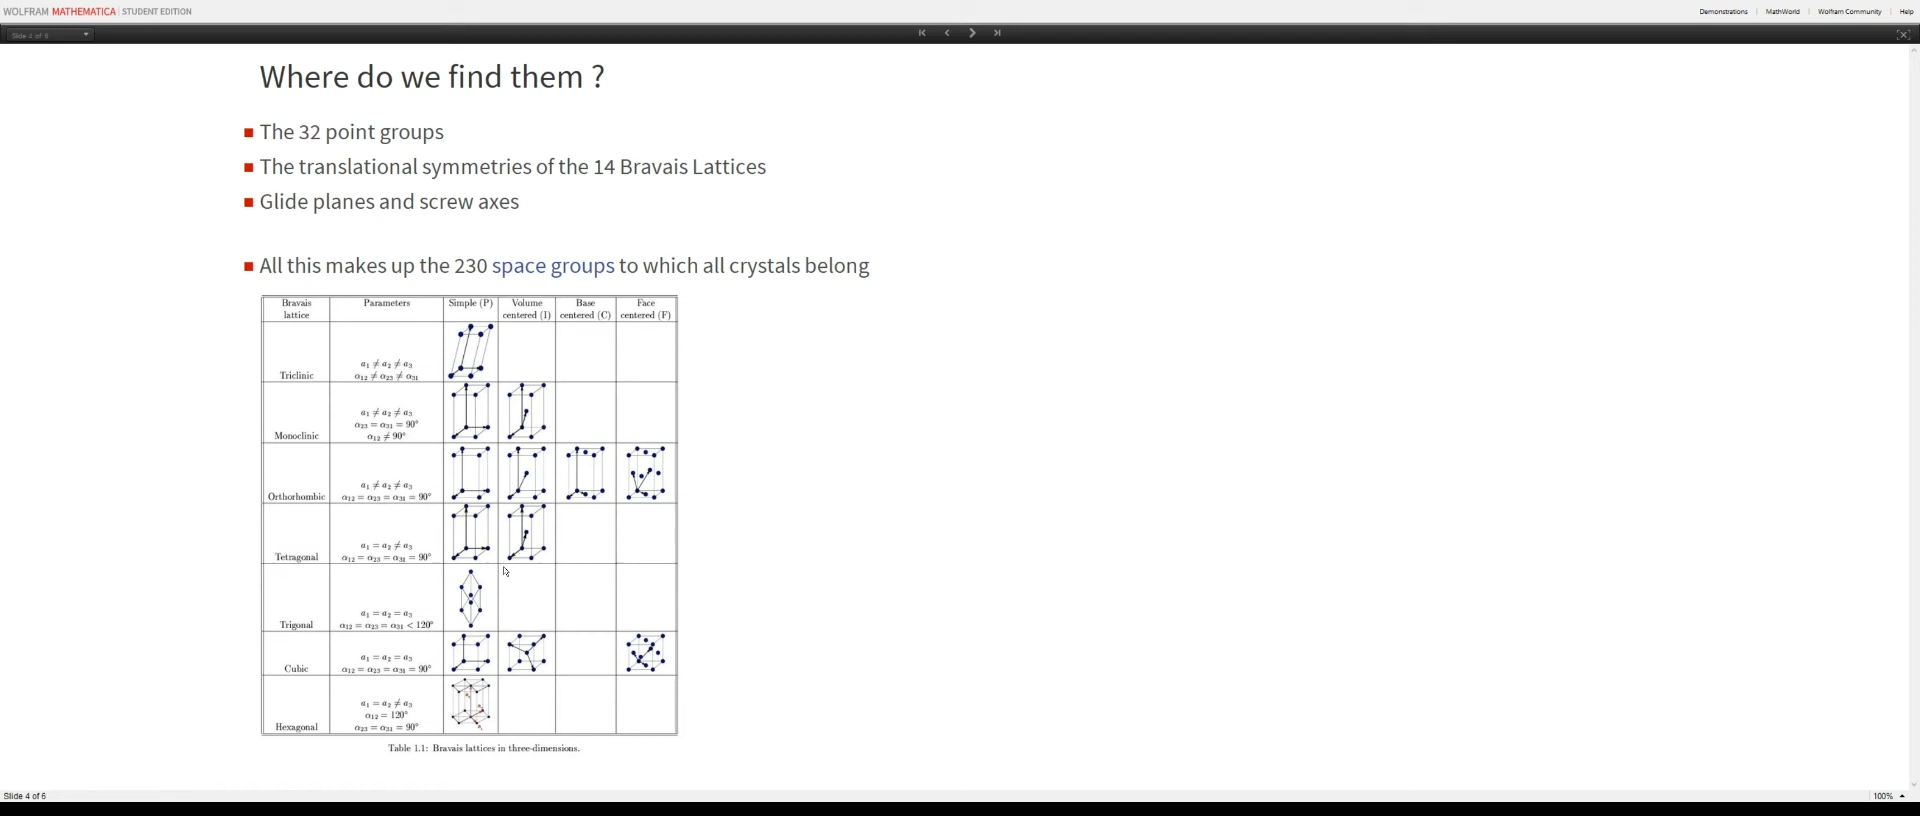 WOLFRAM MATHEMATICA | STUDENT EDITION
Demonstrations | MathWorld | Wolfram Community | Help
Slide 4 of 6
Where do we find them ?
The 32 point groups
The translational symmetries of the 14 Bravais Lattices
Glide planes and screw axes
All this makes up the 230 space groups to which all crystals belong
Bravais lattice Parameters Simple (P) Volume centered (I) Base centered (C) Face centered (F)
a₁ ≠ a₂ ≠ a₃
Triclinic α₁₂ ≠ α₂₃ ≠ α₃₁
a₁ ≠ a₂ ≠ a₃
α₂₃ = α₃₁ = 90°
Monoclinic α₁₂ ≠ 90°
a₁ ≠ a₂ ≠ a₃
Orthorhombic α₁₂ = α₂₃ = α₃₁ = 90°
a₁ = a₂ ≠ a₃
Tetragonal α₁₂ = α₂₃ = α₃₁ = 90°
a₁ = a₂ = a₃
Trigonal α₁₂ = α₂₃ = α₃₁ < 120°
a₁ = a₂ = a₃
Cubic α₁₂ = α₂₃ = α₃₁ = 90°
a₁ = a₂ ≠ a₃
α₁₂ = 120°
Hexagonal α₂₃ = α₃₁ = 90°
Table 1.1: Bravais lattices in three-dimensions.
Slide 4 of 6
100%